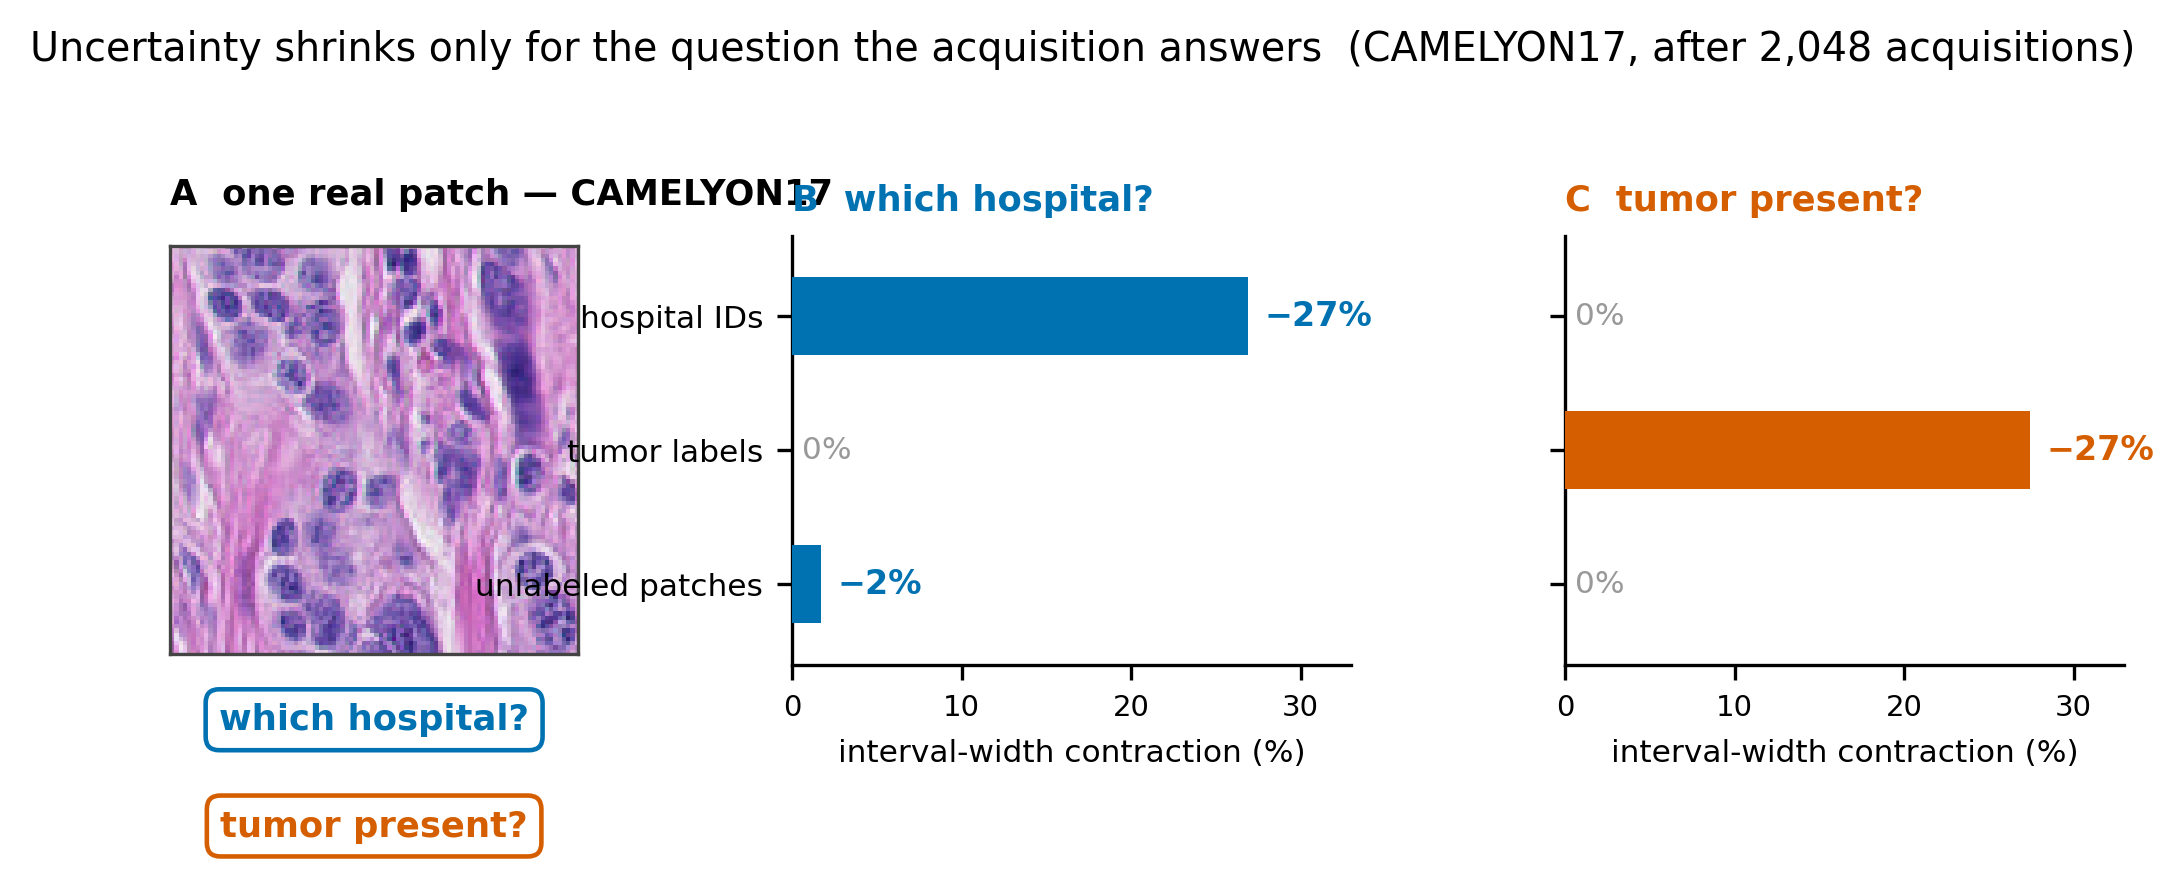 Uncertainty shrinks only for the question the acquisition answers (CAMELYON17, after 2,048 acquisitions)
A one real patch — CAMELYON17
which hospital?
tumor present?
B which hospital?
hospital IDs
−27%
tumor labels
0%
unlabeled patches
−2%
0 10 20 30
interval-width contraction (%)
C tumor present?
0%
−27%
0%
0 10 20 30
interval-width contraction (%)